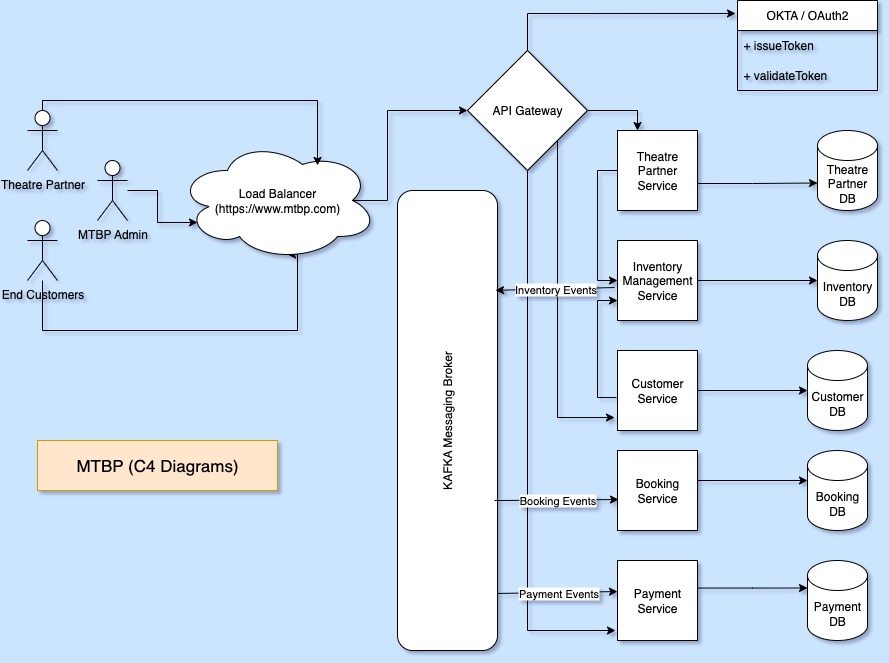 OKTA / OAuth2
+ issueToken
+ validateToken
API Gateway
Theatre Partner
MTBP Admin
End Customers
Load Balancer
(https://www.mtbp.com)
Theatre
Partner
Service
Theatre
Partner
DB
Inventory
Management
Service
Inventory
DB
Inventory Events
KAFKA Messaging Broker
Customer
Service
Customer
DB
MTBP (C4 Diagrams)
Booking Events
Booking
Service
Booking
DB
Payment Events
Payment
Service
Payment
DB